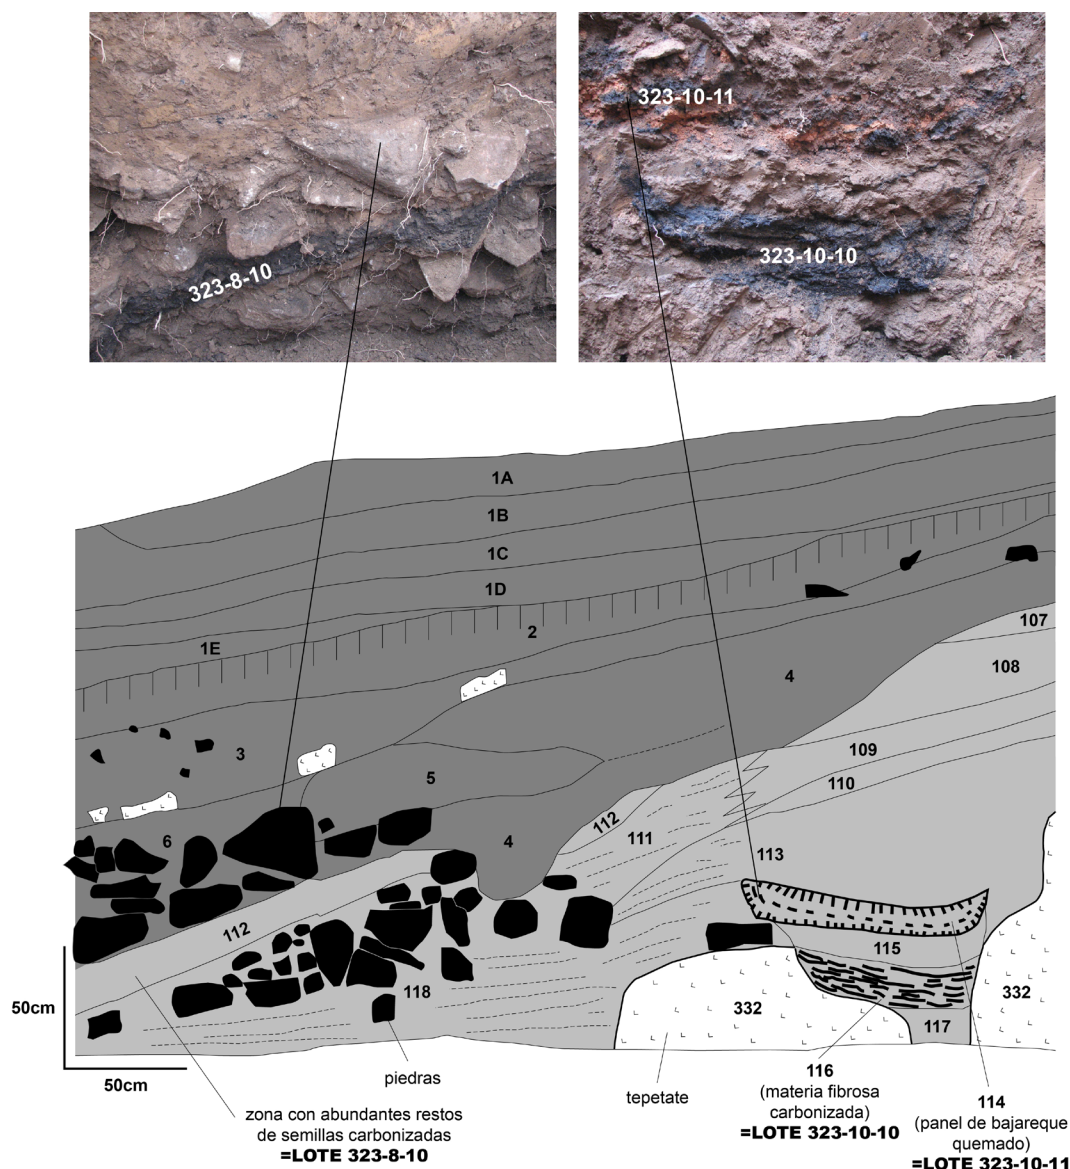 323-10-11
323-8-10
323-10-10
1A
1B
1C
1D
1E
2
107
108
4
3
109
5
110
6
112
111
4
113
112
115
118
332
332
117
50cm
50cm
piedras
tepetate
zona con abundantes restos
de semillas carbonizadas
=LOTE 323-8-10
116
(materia fibrosa
carbonizada)
=LOTE 323-10-10
114
(panel de bajareque
quemado)
=LOTE 323-10-11